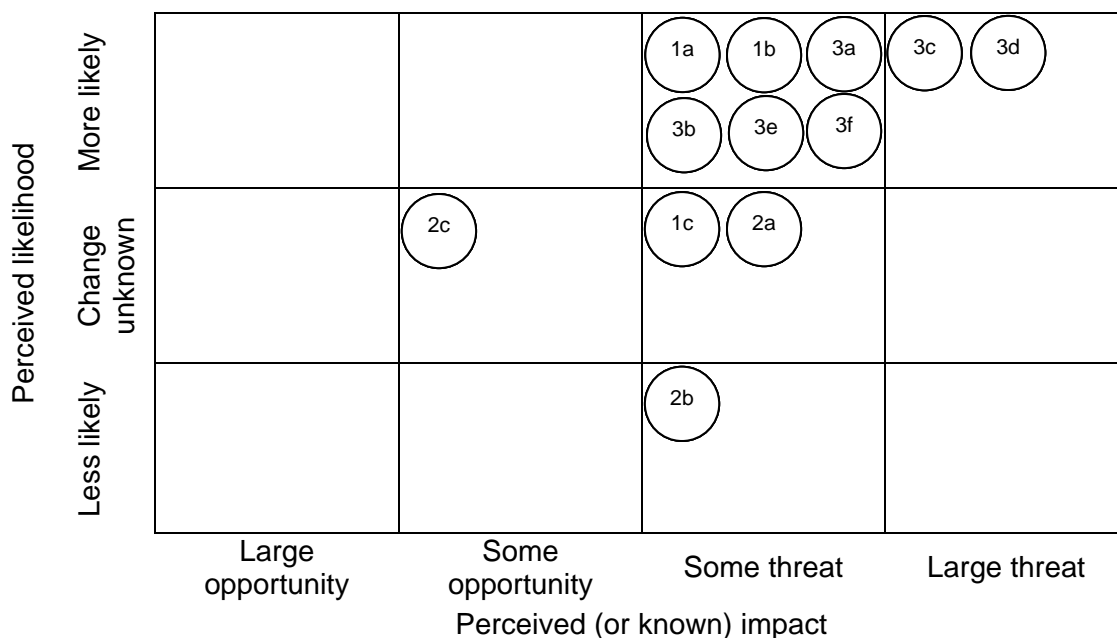 Perceived likelihood
More likely
1a 1b 3a 3c 3d
3b 3e 3f
Change
unknown
2c 1c 2a
Less likely
2b
Large
opportunity
Some
opportunity
Some threat
Large threat
Perceived (or known) impact